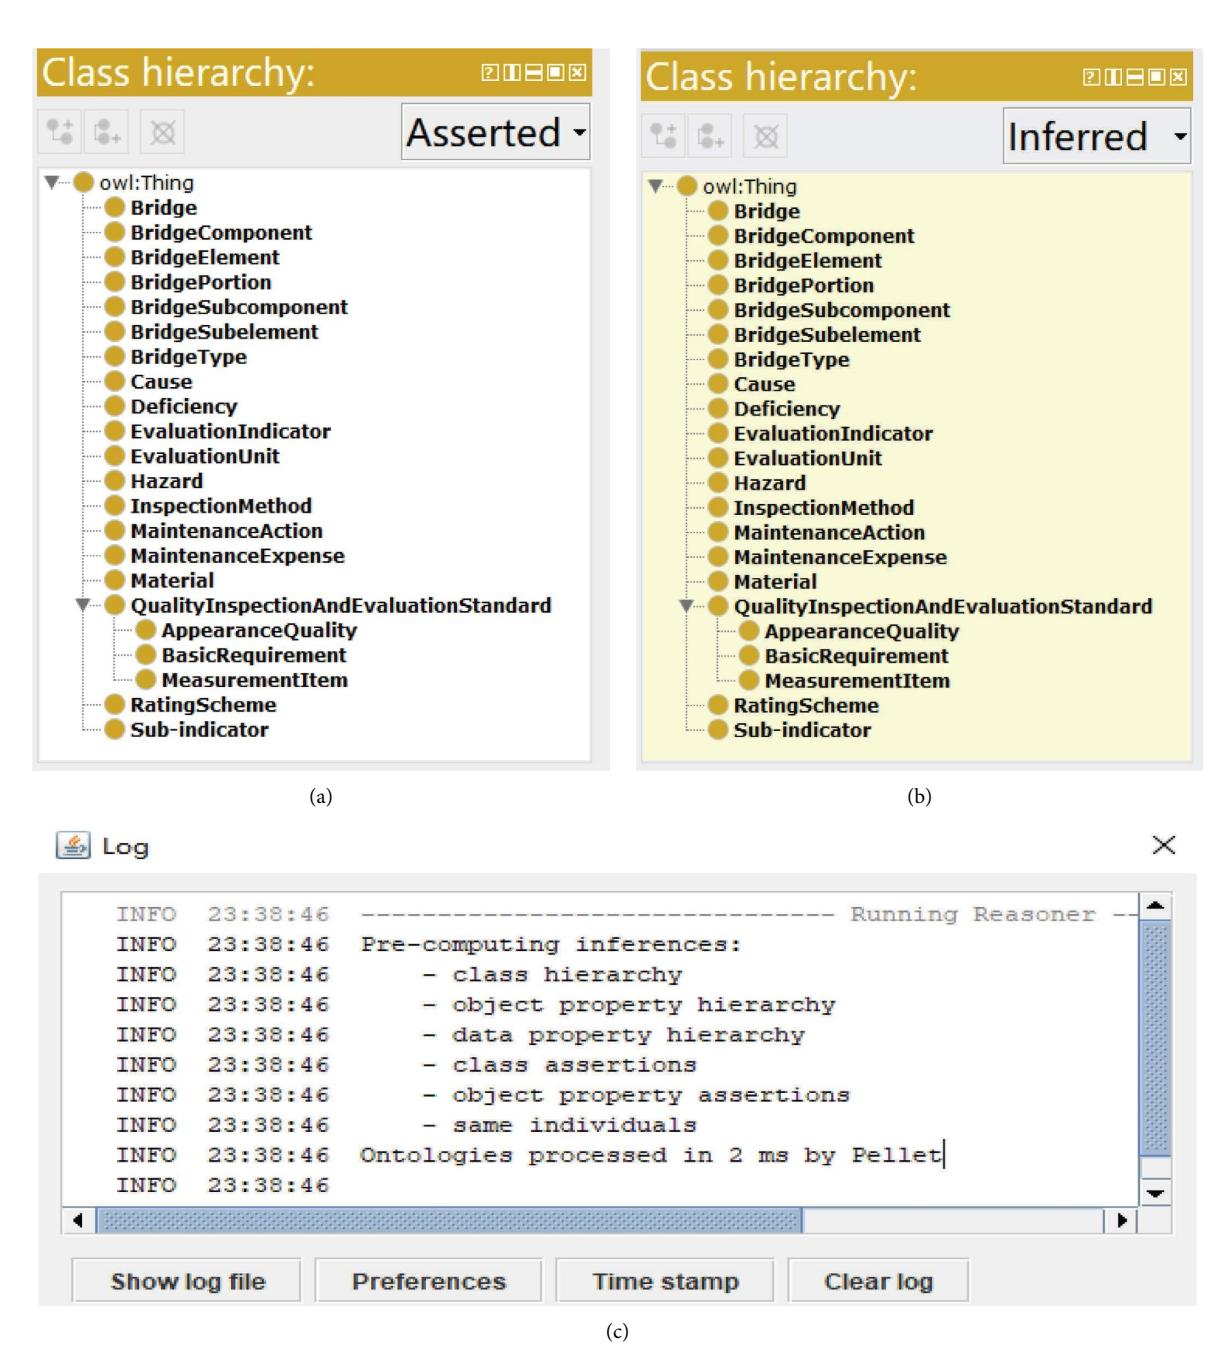 Class hierarchy:
Asserted
owl:Thing
Bridge
BridgeComponent
BridgeElement
BridgePortion
BridgeSubcomponent
BridgeSubelement
BridgeType
Cause
Deficiency
EvaluationIndicator
EvaluationUnit
Hazard
InspectionMethod
MaintenanceAction
MaintenanceExpense
Material
QualityInspectionAndEvaluationStandard
AppearanceQuality
BasicRequirement
MeasurementItem
RatingScheme
Sub-indicator
(a)
Class hierarchy:
Inferred
owl:Thing
Bridge
BridgeComponent
BridgeElement
BridgePortion
BridgeSubcomponent
BridgeSubelement
BridgeType
Cause
Deficiency
EvaluationIndicator
EvaluationUnit
Hazard
InspectionMethod
MaintenanceAction
MaintenanceExpense
Material
QualityInspectionAndEvaluationStandard
AppearanceQuality
BasicRequirement
MeasurementItem
RatingScheme
Sub-indicator
(b)
Log
INFO 23:38:46 ------------------------------- Running Reasoner --
INFO 23:38:46 Pre-computing inferences:
INFO 23:38:46 - class hierarchy
INFO 23:38:46 - object property hierarchy
INFO 23:38:46 - data property hierarchy
INFO 23:38:46 - class assertions
INFO 23:38:46 - object property assertions
INFO 23:38:46 - same individuals
INFO 23:38:46 Ontologies processed in 2 ms by Pellet
INFO 23:38:46
Show log file Preferences Time stamp Clear log
(c)